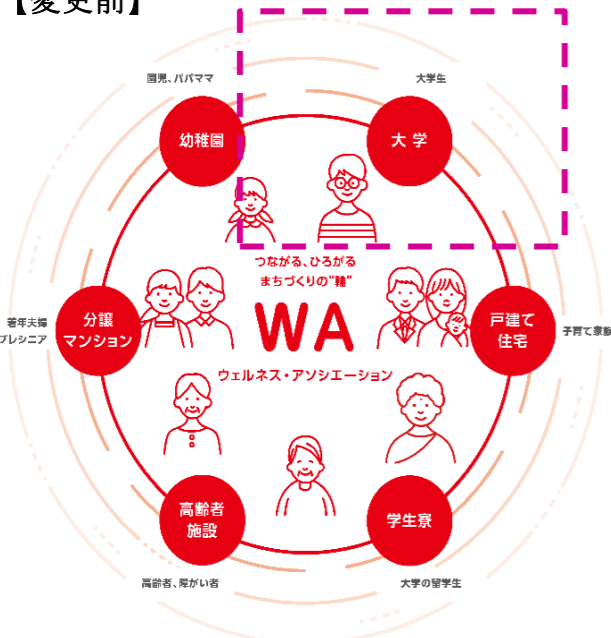 【変更前】
園児、パパママ
大学生
幼稚園
大学
つながる、ひろがる
まちづくりの"輪"
WA
ウェルネス・アソシエーション
若年夫婦
プレシニア
分譲
マンション
戸建て
住宅
子育て家族
高齢者
施設
学生寮
高齢者、障がい者
大学の留学生